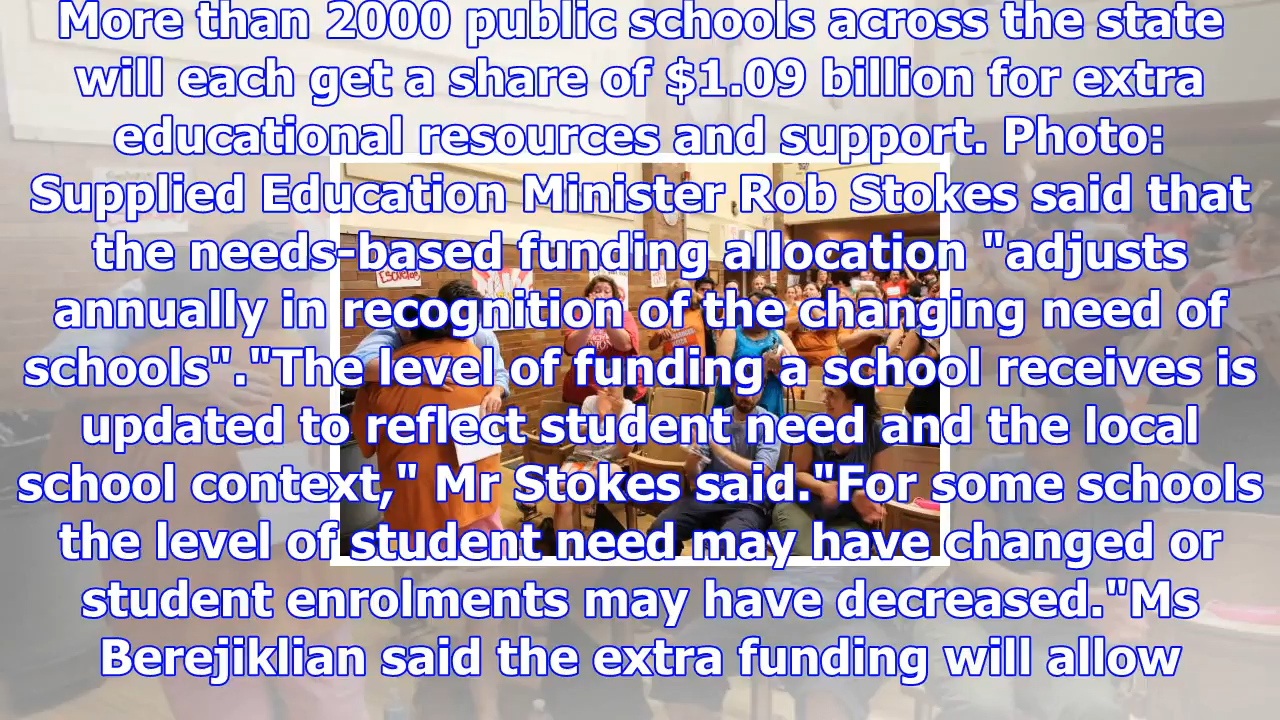 More than 2000 public schools across the state
will each get a share of $1.09 billion for extra
educational resources and support. Photo:
Supplied Education Minister Rob Stokes said that
the needs-based funding allocation "adjusts
annually in recognition of the changing need of
schools"."The level of funding a school receives is
updated to reflect student need and the local
school context," Mr Stokes said."For some schools
the level of student need may have changed or
student enrolments may have decreased."Ms
Berejiklian said the extra funding will allow
Escuelas